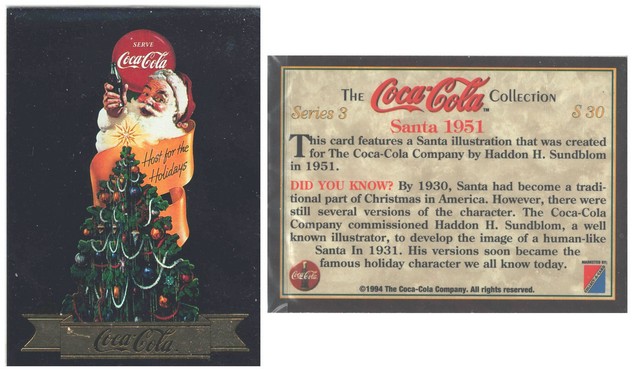 SERVE
Coca-Cola
Host for the
Holidays
Coca-Cola
THE Coca-Cola Collection
Series 3
S 30
Santa 1951
This card features a Santa illustration that was created
for The Coca-Cola Company by Haddon H. Sundblom
in 1951.
DID YOU KNOW? By 1930, Santa had become a tradi-
tional part of Christmas in America. However, there were
still several versions of the character. The Coca-Cola
Company commissioned Haddon H. Sundblom, a well
known illustrator, to develop the image of a human-like
Santa In 1931. His versions soon became the
famous holiday character we all know today.
Coca-Cola
©1994 The Coca-Cola Company. All rights reserved.